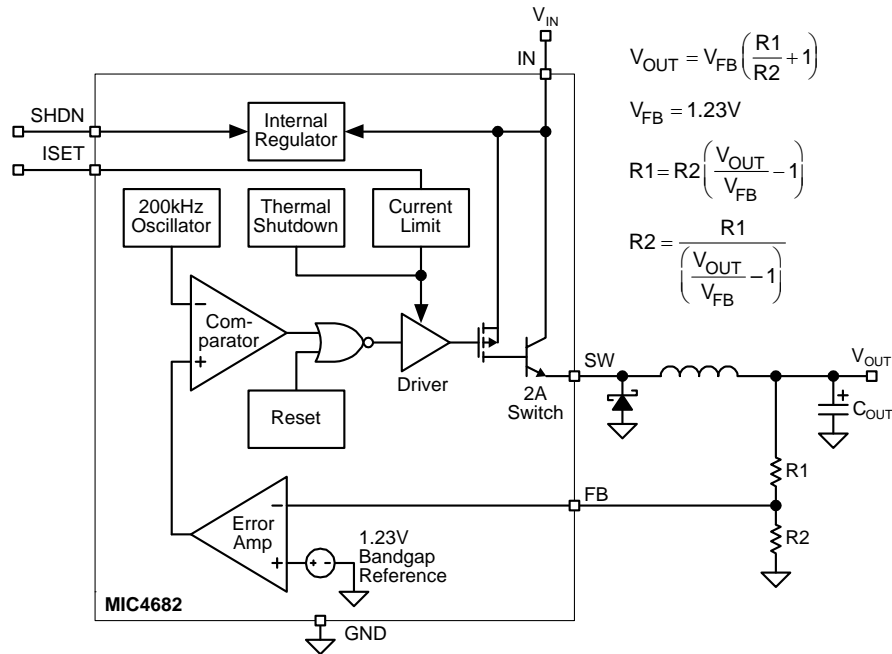 V_IN
IN
SHDN
ISET
Internal
Regulator
200kHz
Oscillator
Thermal
Shutdown
Current
Limit
−
Com-
parator
+
Driver
Reset
2A
Switch
SW
V_OUT
+
C_OUT
R1
FB
R2
−
Error
Amp
+
1.23V
Bandgap
Reference
+ −
MIC4682
GND
V_OUT = V_FB (R1/R2 + 1)
V_FB = 1.23V
R1 = R2 (V_OUT/V_FB − 1)
R2 = R1/(V_OUT/V_FB − 1)